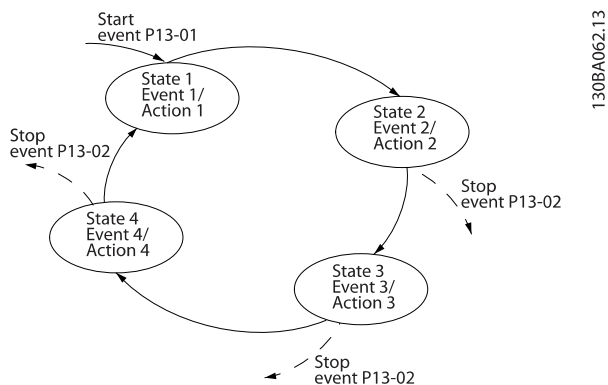 Start
event P13-01
130BA062.13
State 1
Event 1/
Action 1
State 2
Event 2/
Action 2
Stop
event P13-02
Stop
event P13-02
State 4
Event 4/
Action 4
State 3
Event 3/
Action 3
Stop
event P13-02